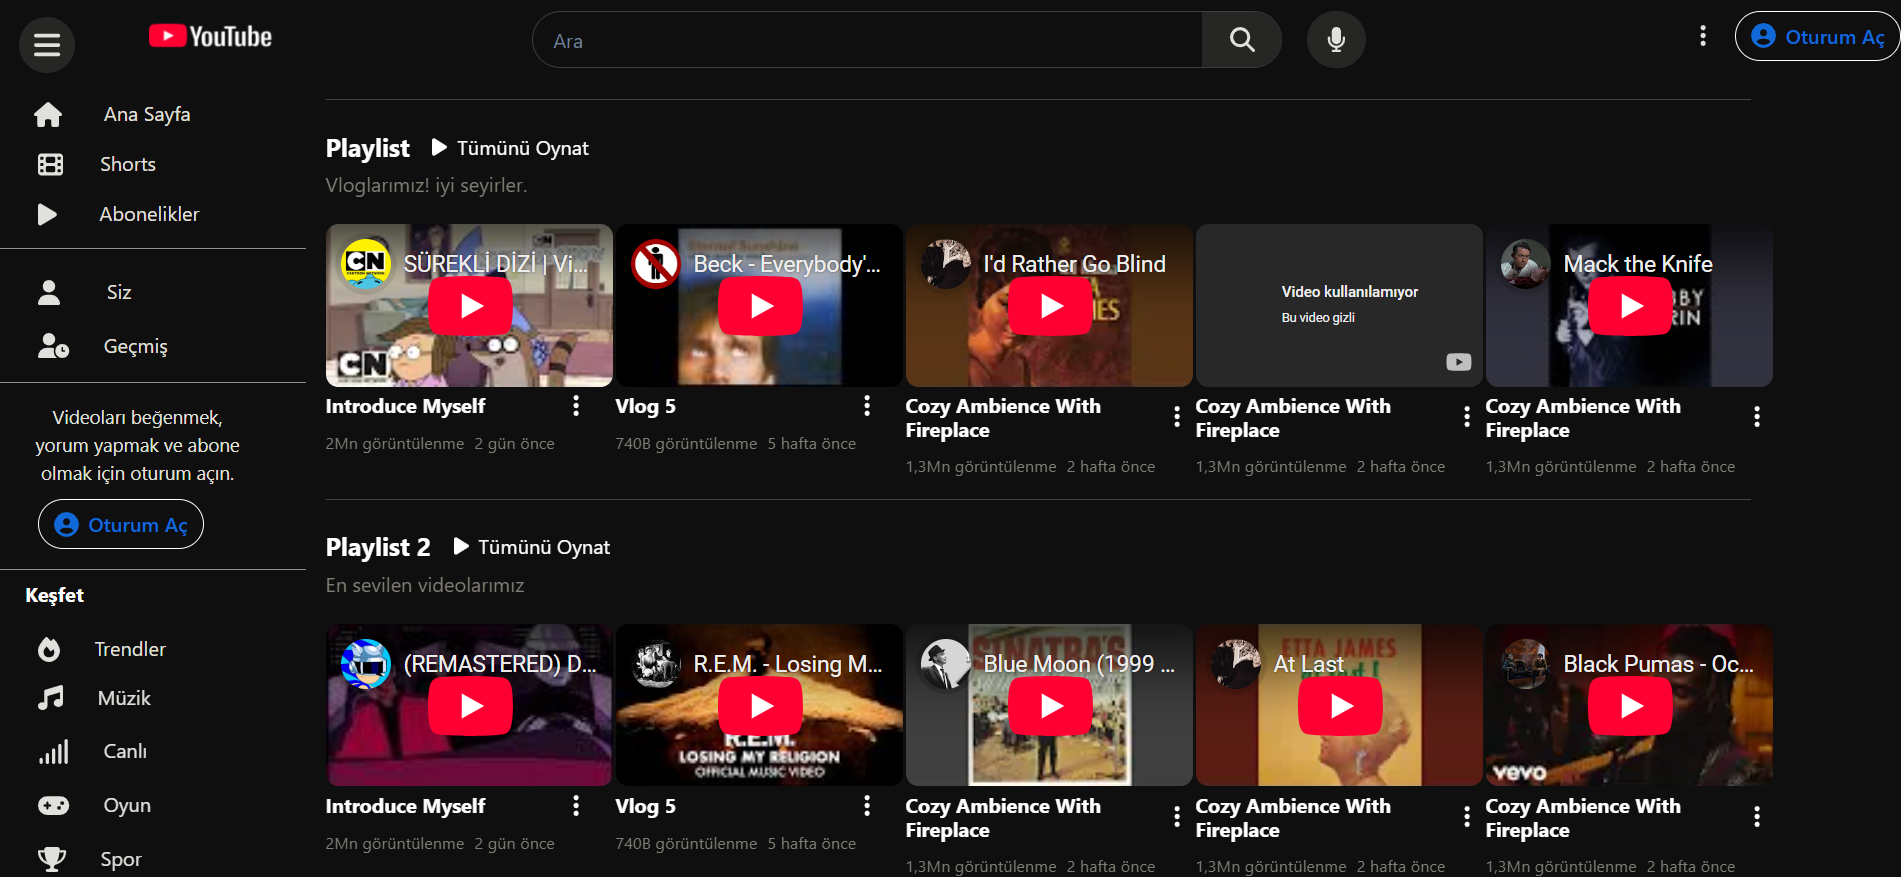 YouTube
Ara
Oturum Aç
Ana Sayfa
Shorts
Abonelikler
Siz
Geçmiş
Videoları beğenmek,
yorum yapmak ve abone
olmak için oturum açın.
Oturum Aç
Keşfet
Trendler
Müzik
Canlı
Oyun
Spor
Playlist
Tümünü Oynat
Vloglarımız! iyi seyirler.
CN
SÜREKLİ DİZİ | Vi...
CN
Introduce Myself
2Mn görüntülenme 2 gün önce
Beck - Everybody'...
Vlog 5
740B görüntülenme 5 hafta önce
I'd Rather Go Blind
Cozy Ambience With
Fireplace
1,3Mn görüntülenme 2 hafta önce
Video kullanılamıyor
Bu video gizli
Cozy Ambience With
Fireplace
1,3Mn görüntülenme 2 hafta önce
Mack the Knife
Cozy Ambience With
Fireplace
1,3Mn görüntülenme 2 hafta önce
Playlist 2
Tümünü Oynat
En sevilen videolarımız
(REMASTERED) D...
Introduce Myself
2Mn görüntülenme 2 gün önce
R.E.M. - Losing M...
R.E.M.
LOSING MY RELIGION
OFFICIAL MUSIC VIDEO
Vlog 5
740B görüntülenme 5 hafta önce
SINATRA'S
Blue Moon (1999 ...
Cozy Ambience With
Fireplace
1,3Mn görüntülenme 2 hafta önce
ETTA JAMES
At Last
Cozy Ambience With
Fireplace
1,3Mn görüntülenme 2 hafta önce
Black Pumas - Oc...
vevo
Cozy Ambience With
Fireplace
1,3Mn görüntülenme 2 hafta önce